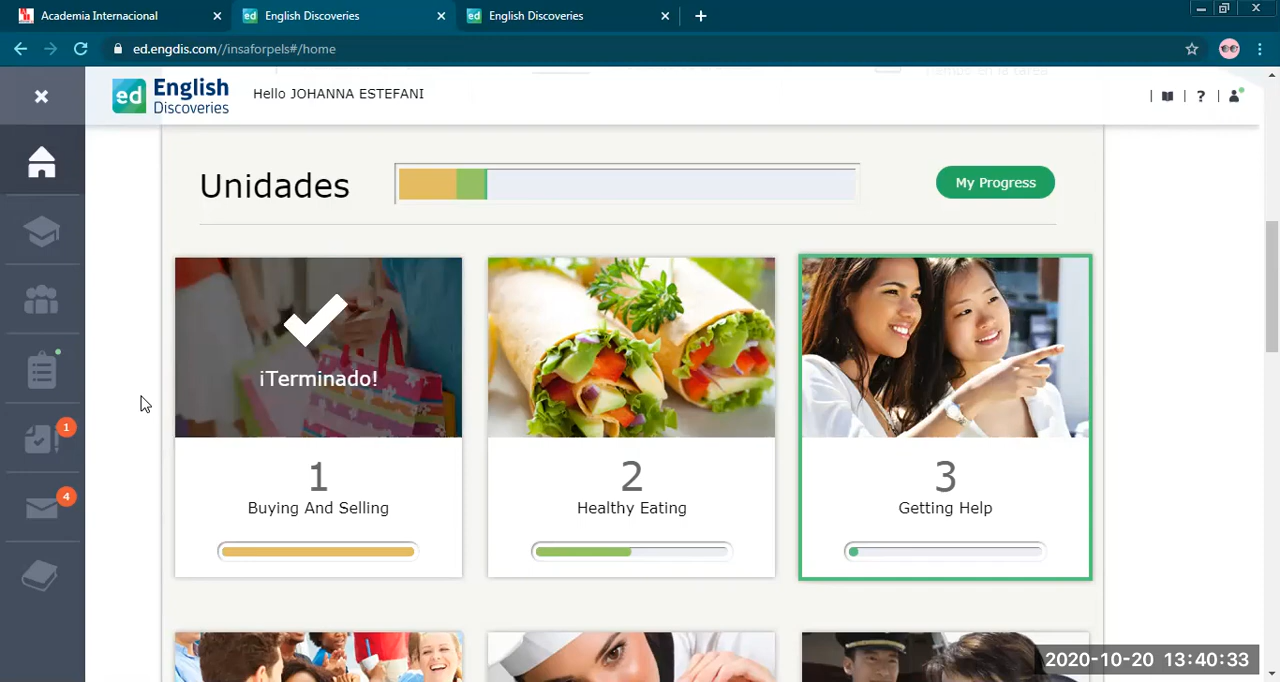 Academia Internacional
English Discoveries
English Discoveries
ed.engdis.com//insaforpels#/home
ed English Discoveries
Hello JOHANNA ESTEFANI
?
Unidades
My Progress
¡Terminado!
1
Buying And Selling
2
Healthy Eating
3
Getting Help
1
4
2020-10-20 13:40:33